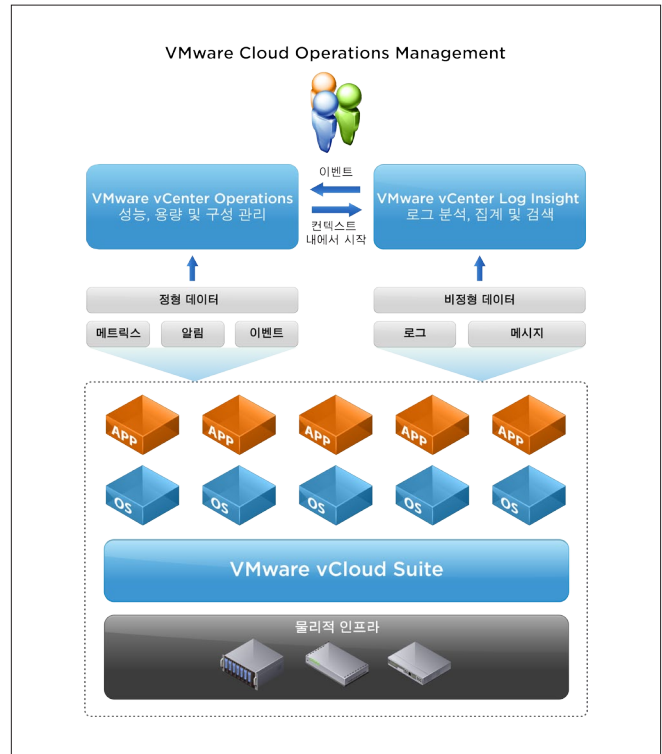 VMware Cloud Operations Management
이벤트
VMware vCenter Operations
성능, 용량 및 구성 관리
VMware vCenter Log Insight
로그 분석, 집계 및 검색
컨텍스트
내에서 시작
정형 데이터
비정형 데이터
메트릭스
알림
이벤트
로그
메시지
APP
APP
APP
APP
APP
OS
OS
OS
OS
OS
VMware vCloud Suite
물리적 인프라